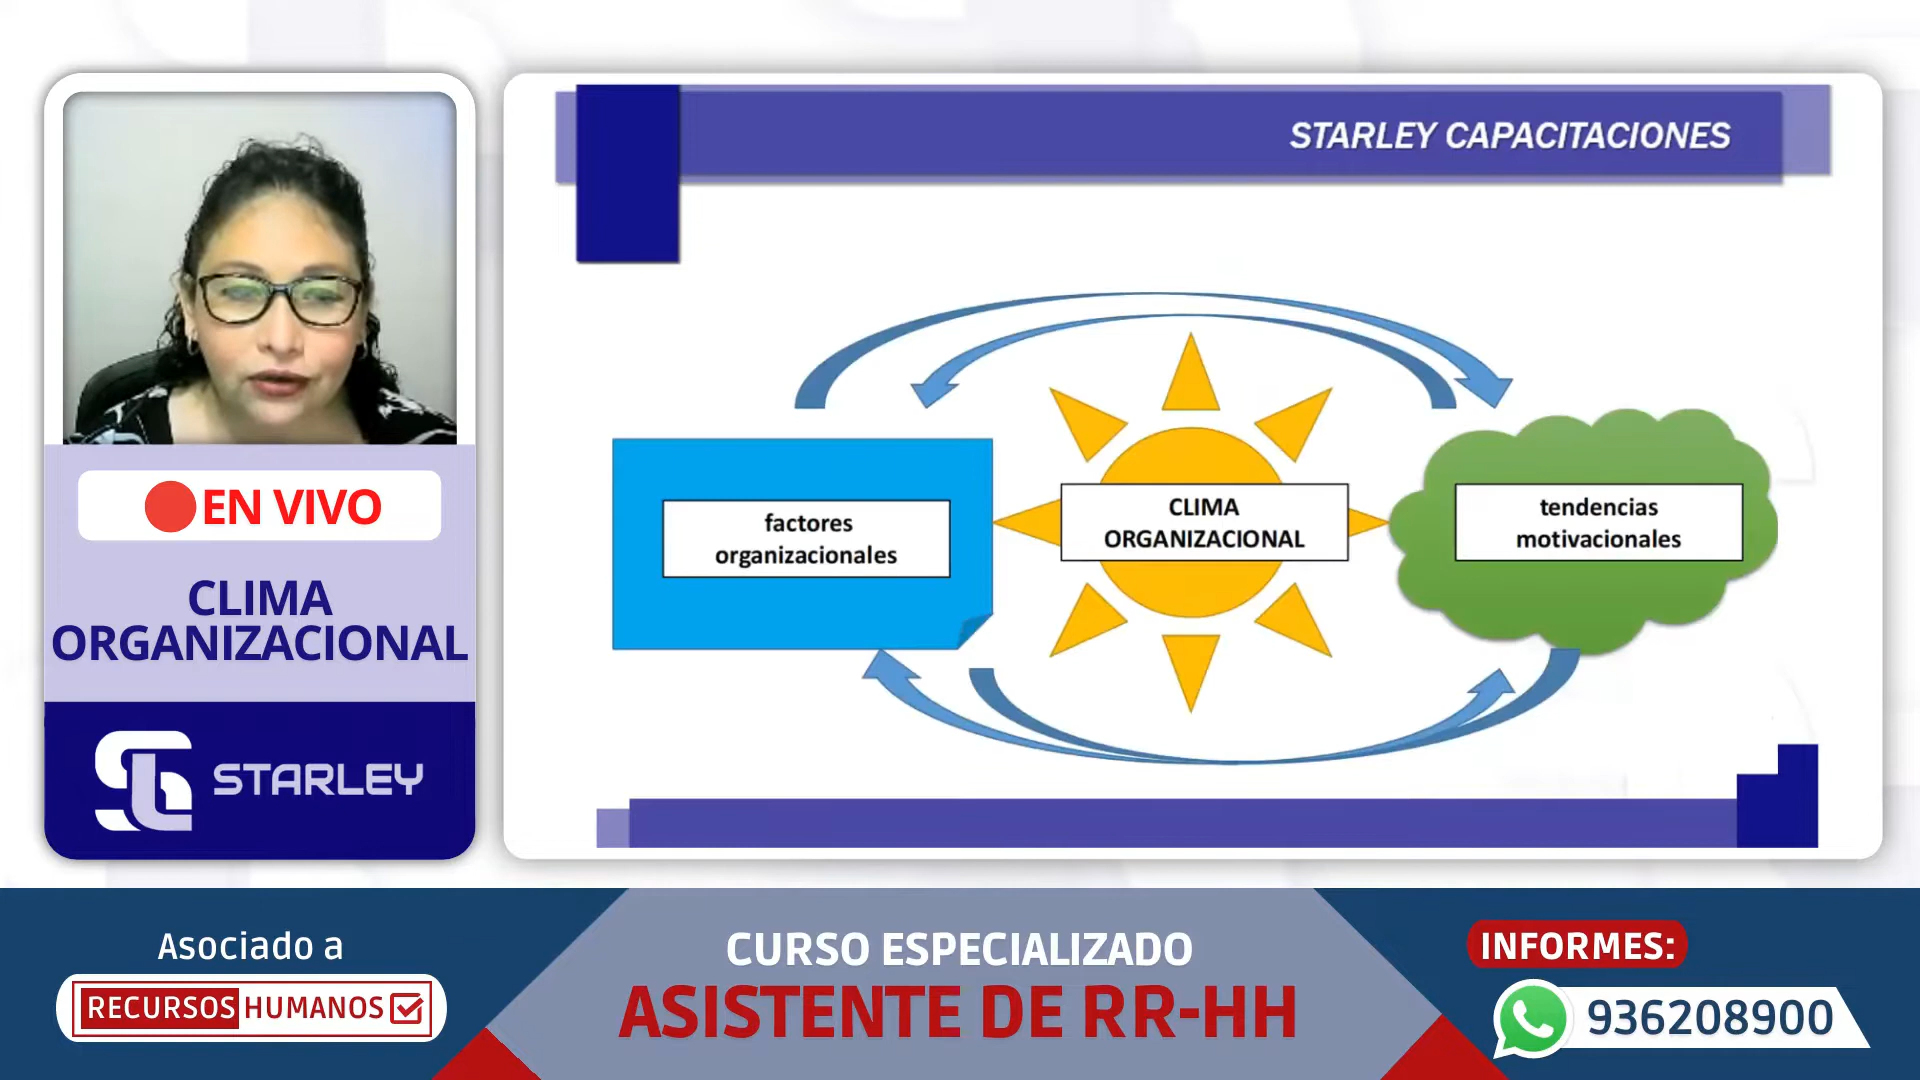 STARLEY CAPACITACIONES
factores
organizacionales
CLIMA
ORGANIZACIONAL
tendencias
motivacionales
EN VIVO
CLIMA
ORGANIZACIONAL
STARLEY
Asociado a
RECURSOS HUMANOS
CURSO ESPECIALIZADO
ASISTENTE DE RR-HH
INFORMES:
936208900